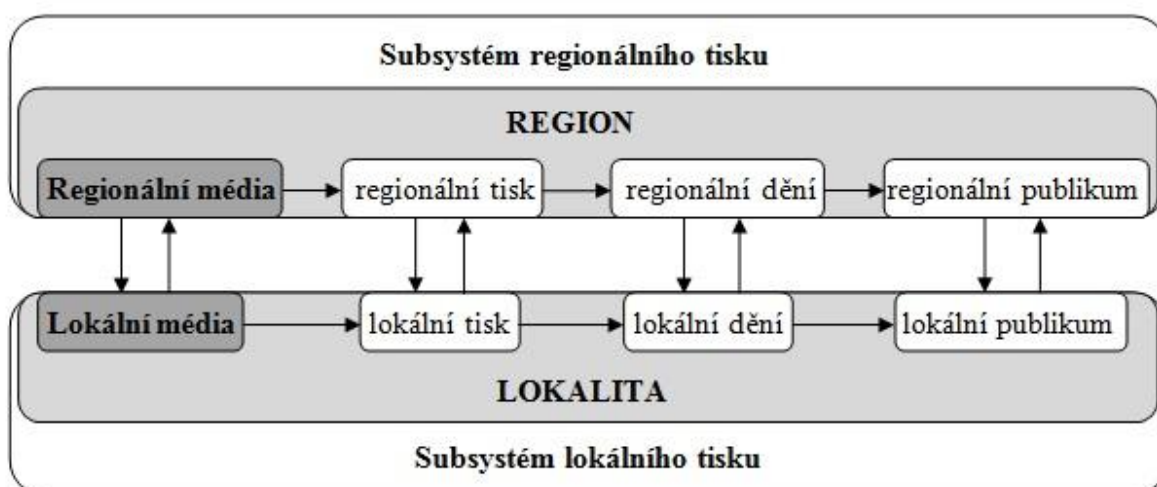 Subsystém regionálního tisku
REGION
Regionální média
regionální tisk
regionální dění
regionální publikum
Lokální média
lokální tisk
lokální dění
lokální publikum
LOKALITA
Subsystém lokálního tisku